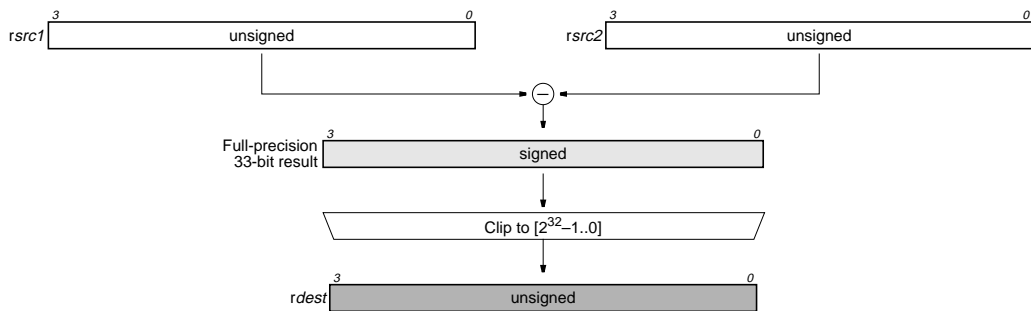 3 0 3 0
rsrc1 unsigned rsrc2 unsigned
−
3 0
Full-precision
33-bit result
signed
Clip to [2³²–1..0]
3 0
rdest unsigned